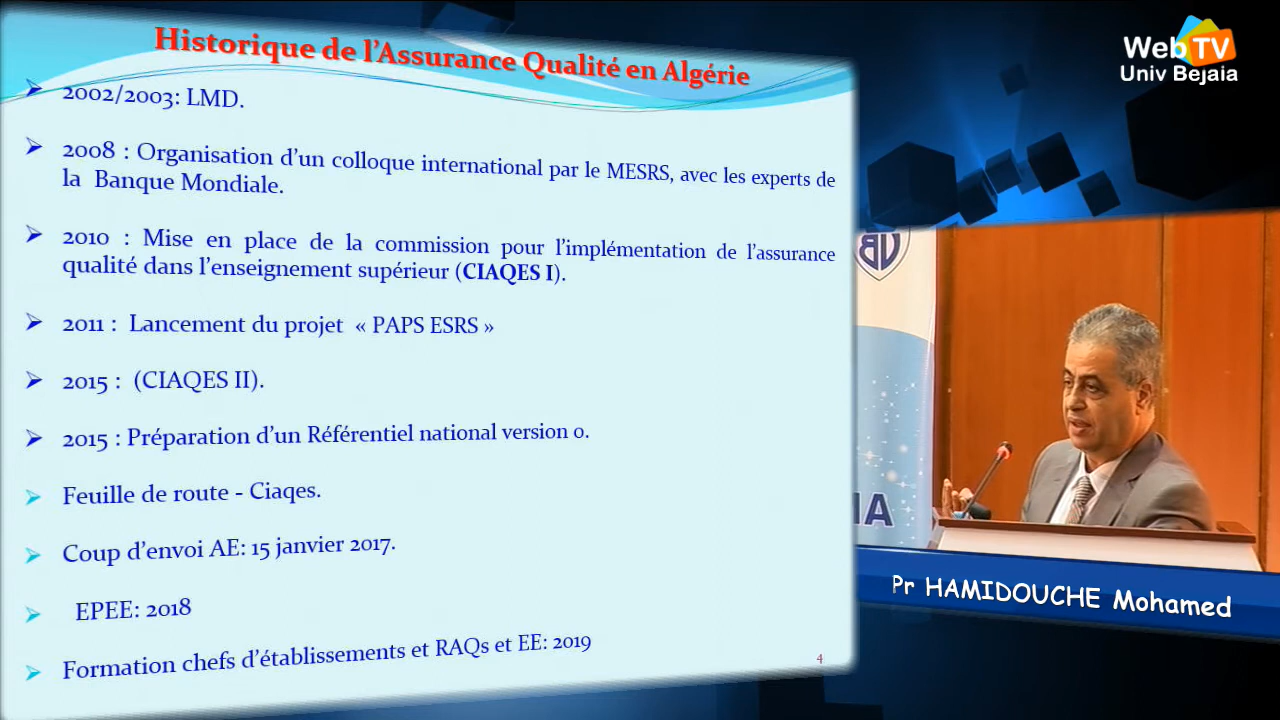 Historique de l'Assurance Qualité en Algérie
2002/2003: LMD.
2008 : Organisation d'un colloque international par le MESRS, avec les experts de
la Banque Mondiale.
2010 : Mise en place de la commission pour l'implémentation de l'assurance
qualité dans l'enseignement supérieur (CIAQES I).
2011 : Lancement du projet « PAPS ESRS »
2015 : (CIAQES II).
2015 : Préparation d'un Référentiel national version 0.
Feuille de route - Ciaqes.
Coup d'envoi AE: 15 janvier 2017.
EPEE: 2018
Formation chefs d'établissements et RAQs et EE: 2019
4
Web TV
Univ Bejaia
IA
Pr HAMIDOUCHE Mohamed